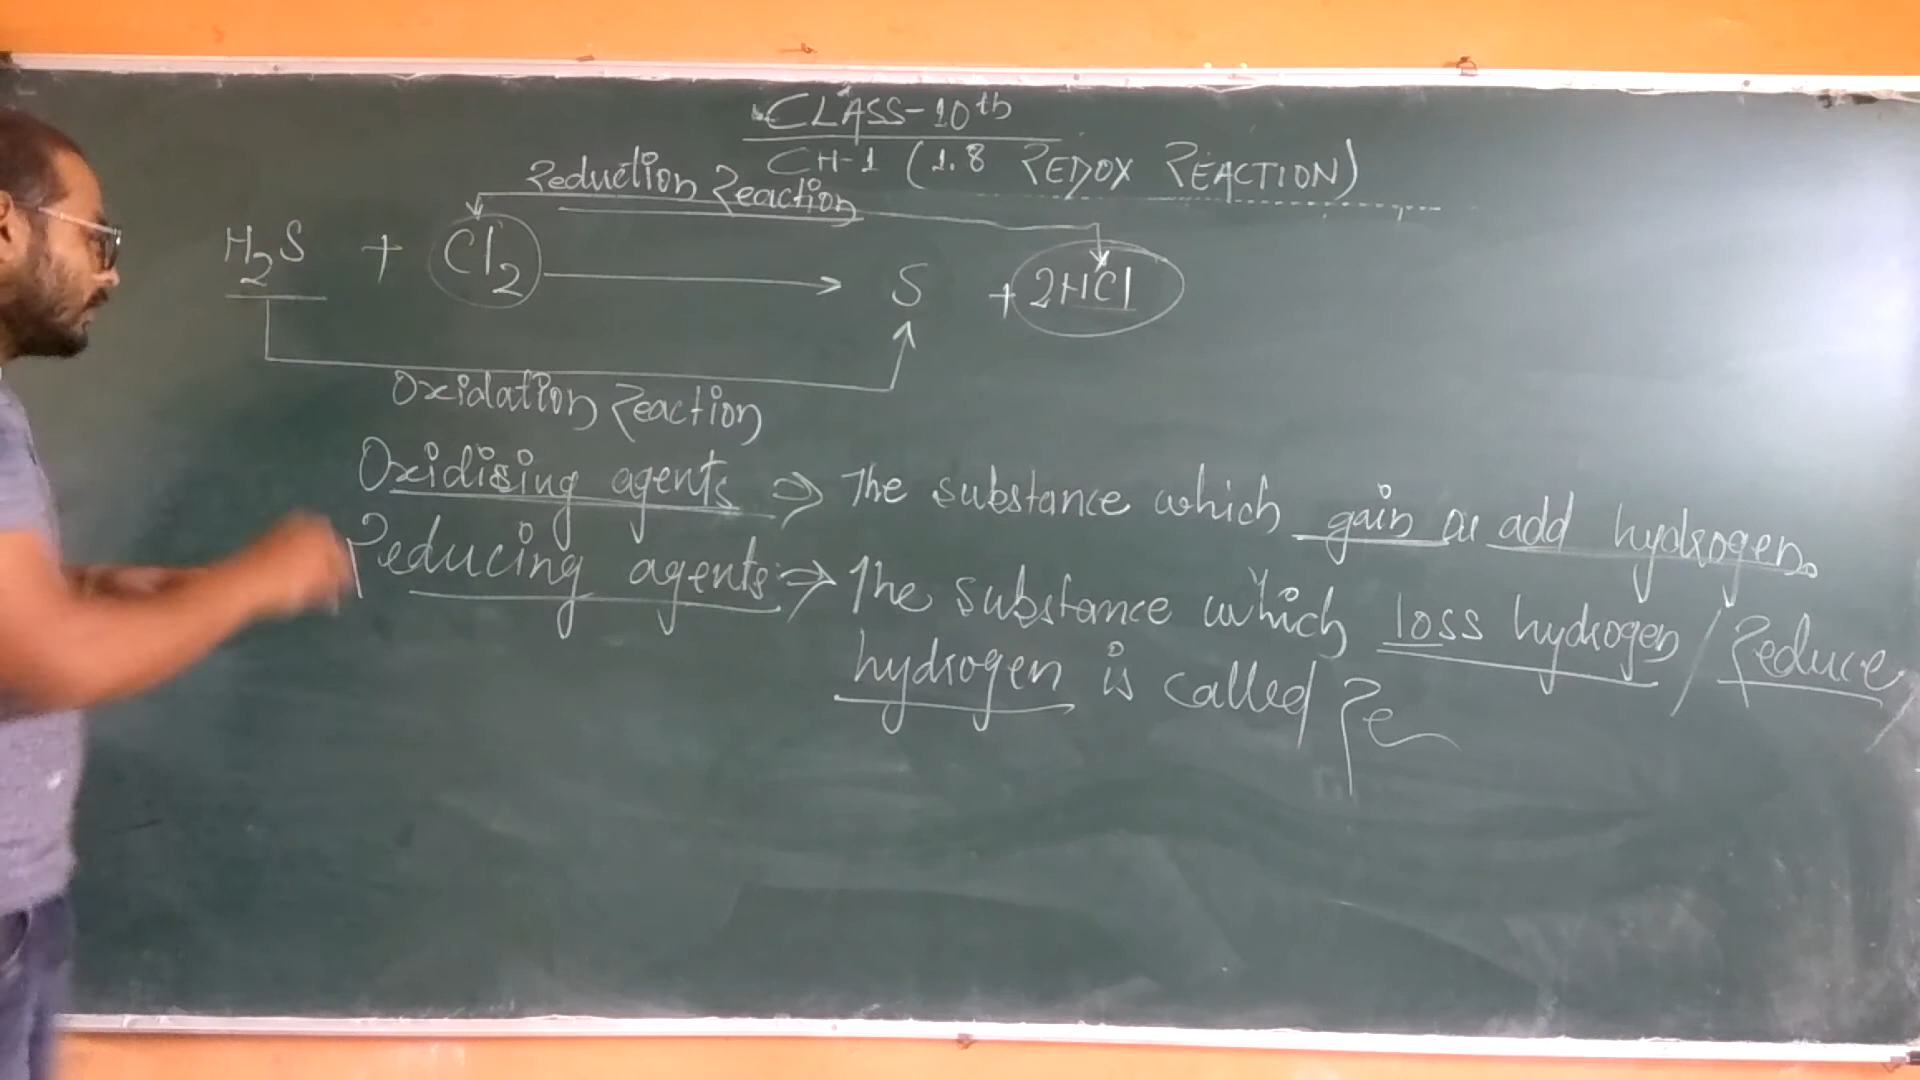 CLASS-10th
CH-1 (1.8 REDOX REACTION)
Reduction Reaction
H2S + Cl2 → S + 2HCl
Oxidation Reaction
Oxidising agents ⇒ The substance which gain or add hydrogen.
Reducing agents ⇒ The substance which loss hydrogen / Reduce
hydrogen is called Re